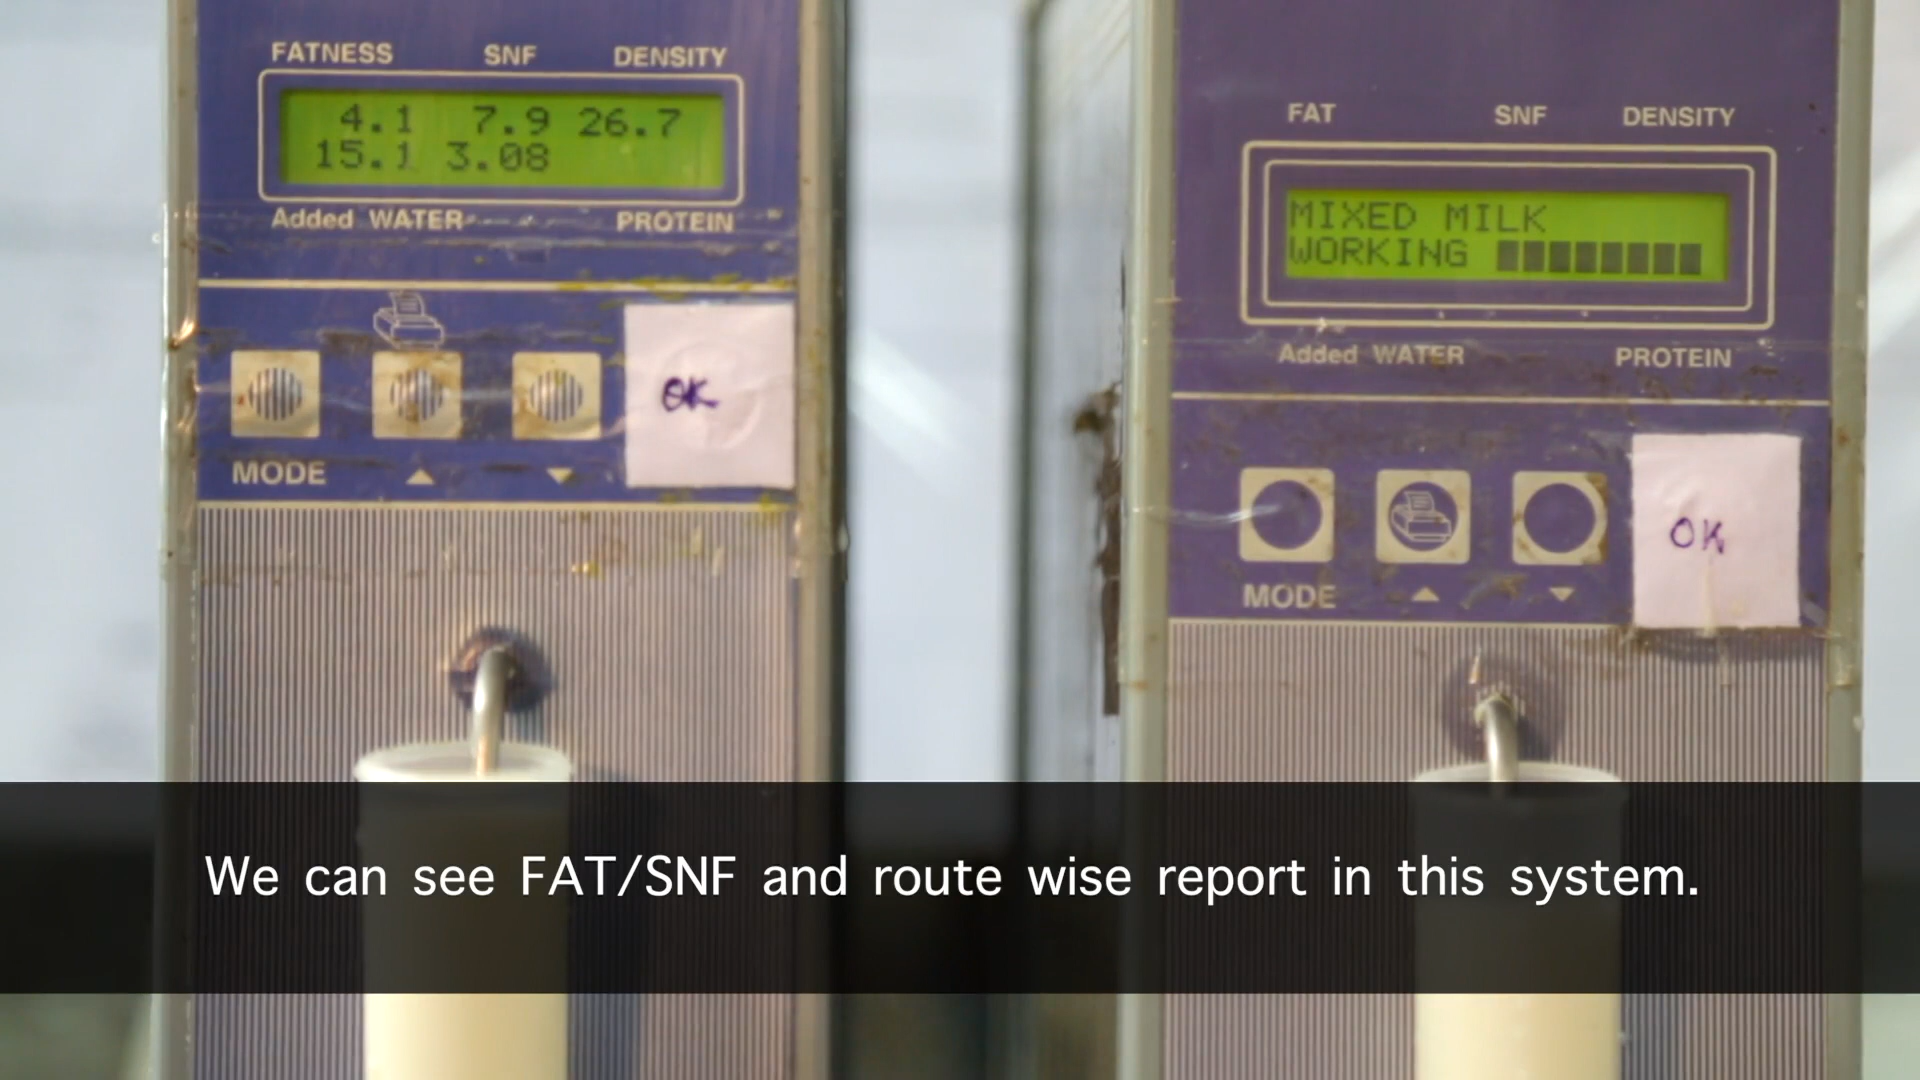 FATNESS SNF DENSITY
4.1 7.9 26.7
15.1 3.08
Added WATER PROTEIN
OK
MODE
FAT SNF DENSITY
MIXED MILK
WORKING
Added WATER PROTEIN
OK
MODE
We can see FAT/SNF and route wise report in this system.